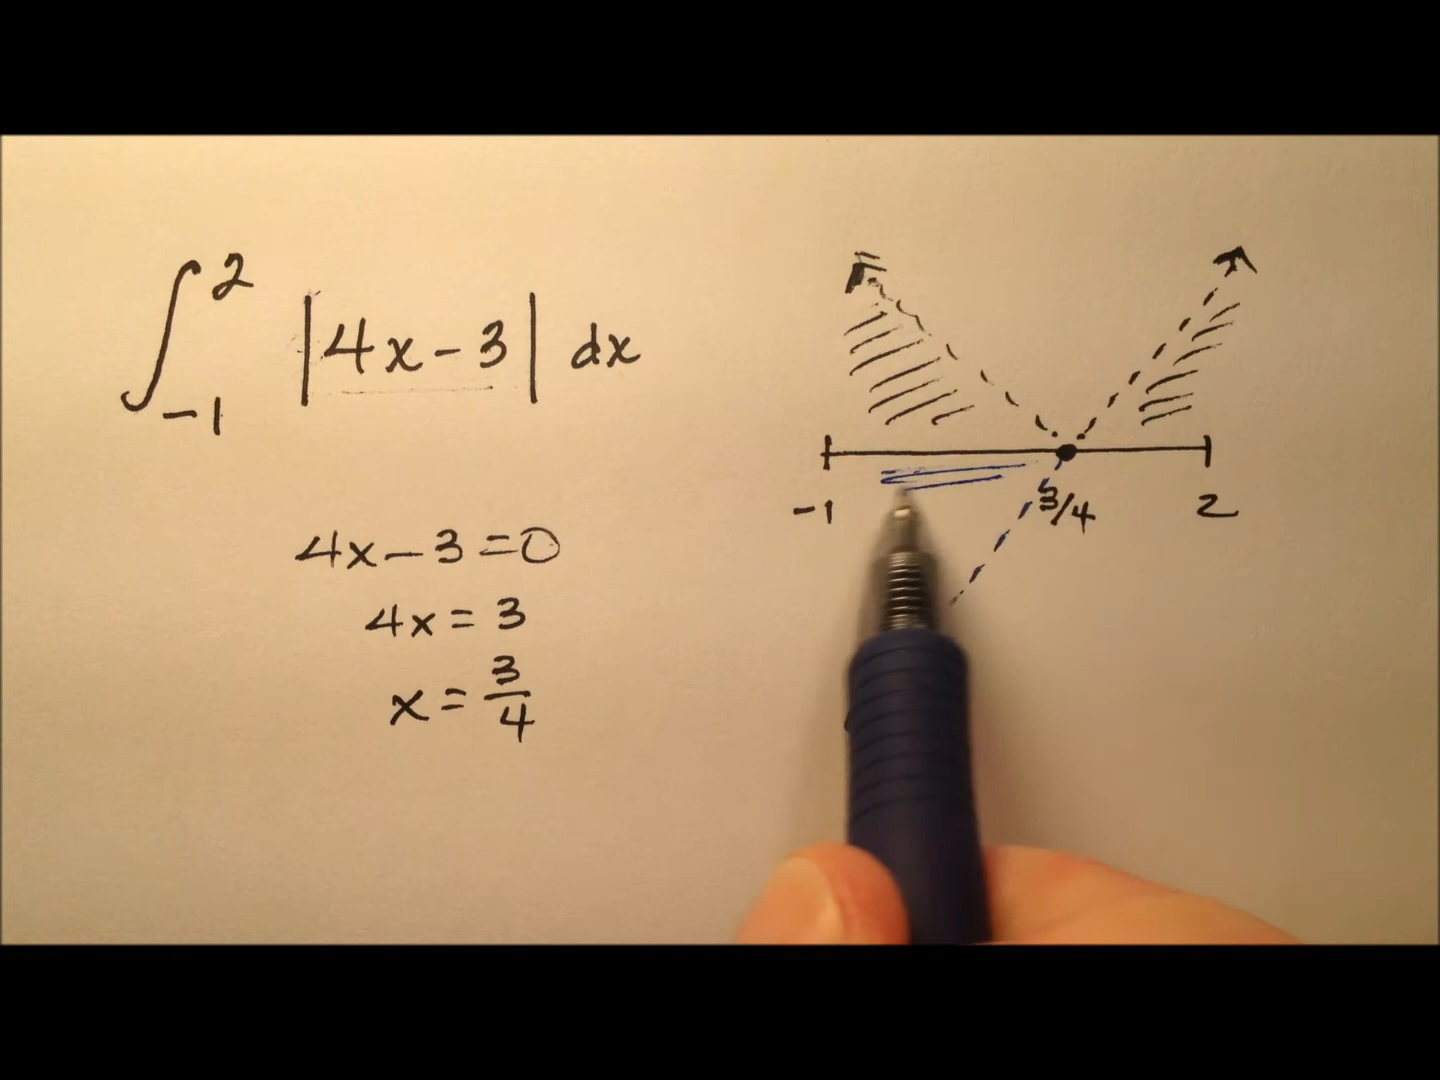 ∫_{-1}^{2} |4x-3| dx
4x-3=0
4x=3
x=3/4
-1 3/4 2